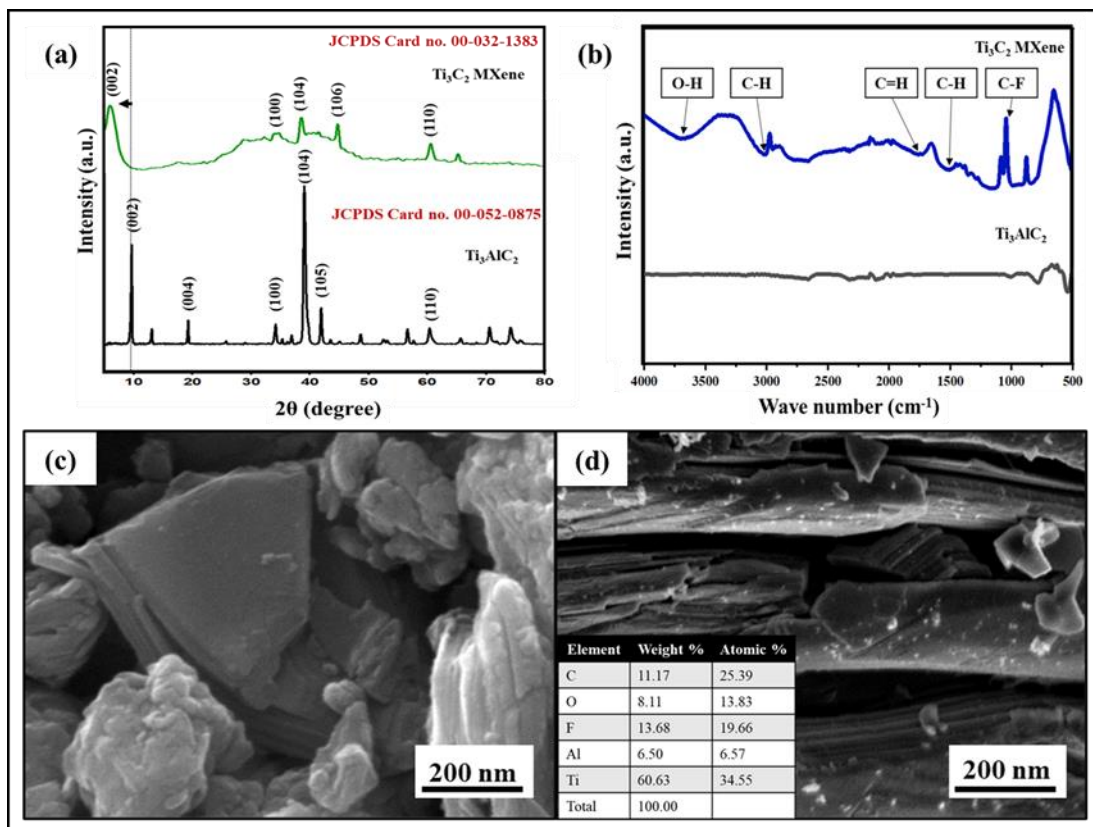 (a)
JCPDS Card no. 00-032-1383
Ti₃C₂ MXene
(002)
(100)
(104)
(106)
(110)
JCPDS Card no. 00-052-0875
Ti₃AlC₂
(002)
(004)
(100)
(104)
(105)
(110)
Intensity (a.u.)
10 20 30 40 50 60 70 80
2θ (degree)
(b)
Ti₃C₂ MXene
O-H C-H C=H C-H C-F
Ti₃AlC₂
Intensity (a.u.)
4000 3500 3000 2500 2000 1500 1000 500
Wave number (cm⁻¹)
(c)
200 nm
(d)
Element Weight % Atomic %
C 11.17 25.39
O 8.11 13.83
F 13.68 19.66
Al 6.50 6.57
Ti 60.63 34.55
Total 100.00
200 nm